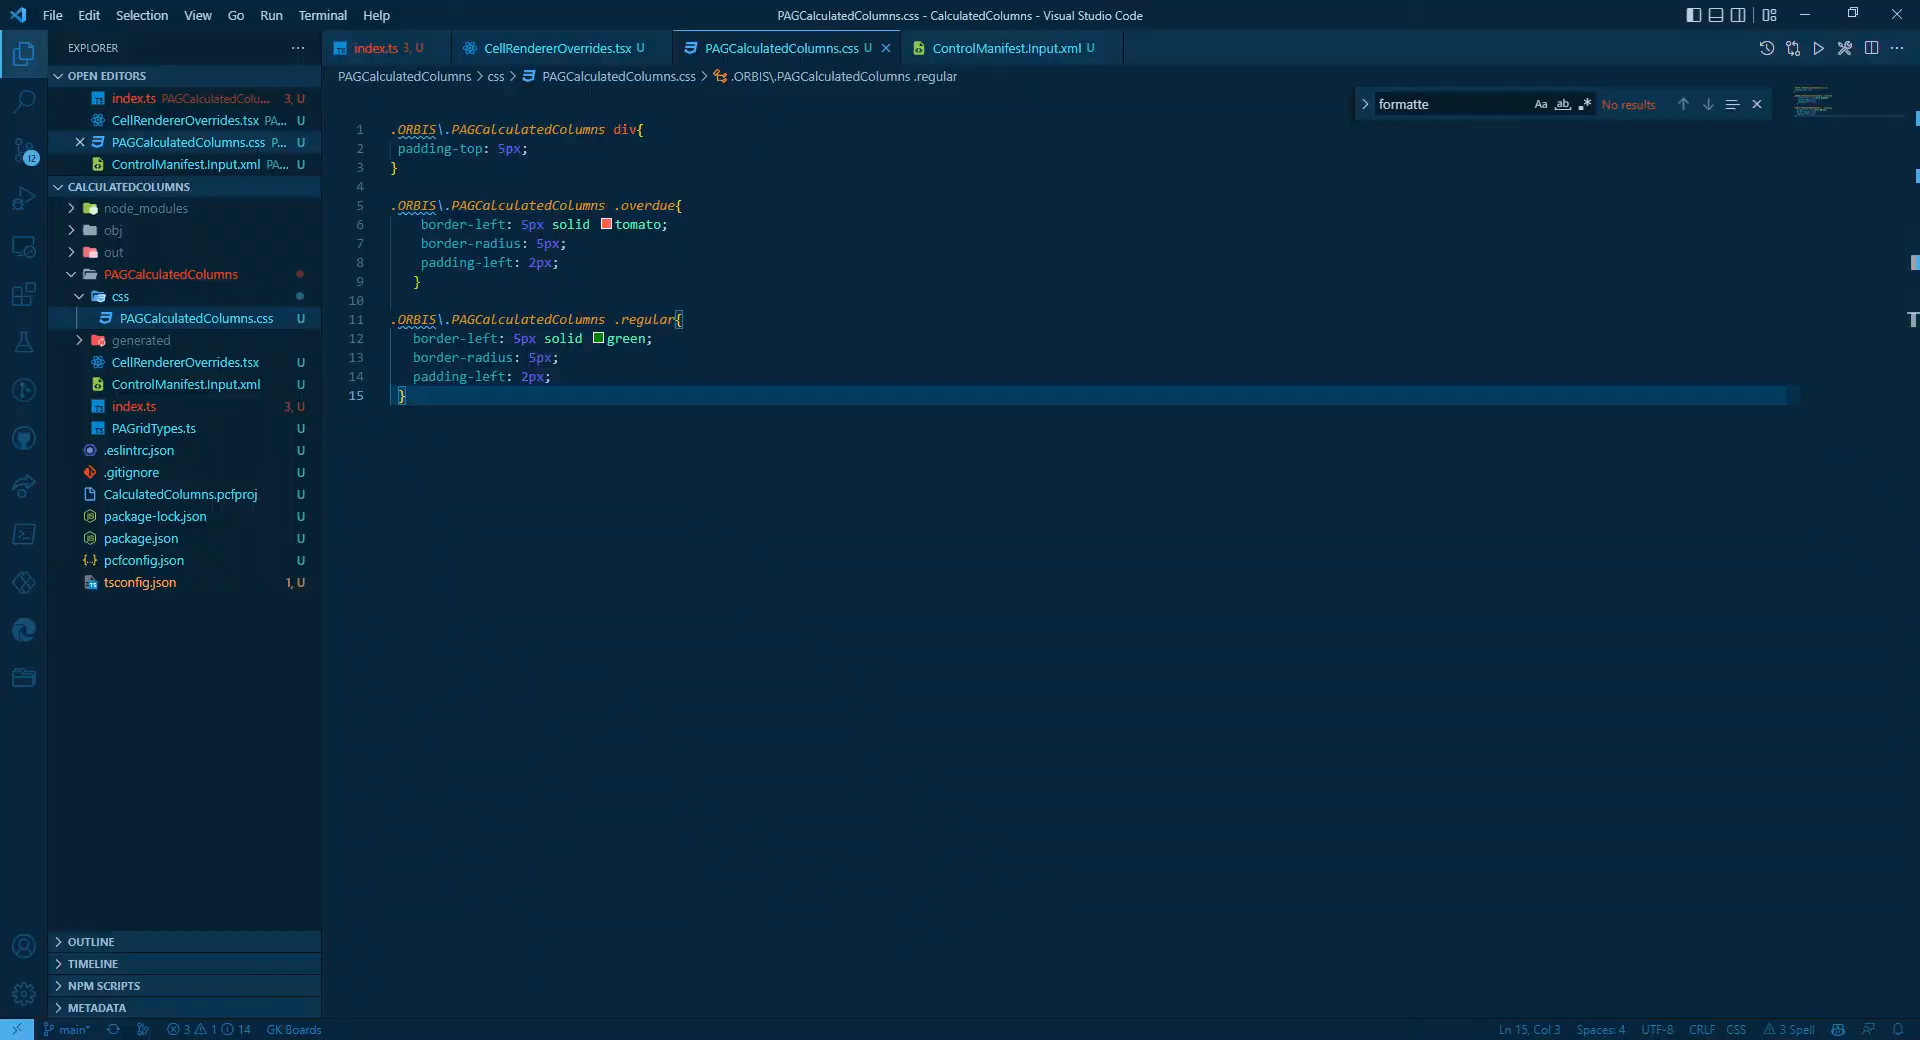 File Edit Selection View Go Run Terminal Help
PAGCalculatedColumns.css - CalculatedColumns - Visual Studio Code
EXPLORER
index.ts 3, U
CellRendererOverrides.tsx U
PAGCalculatedColumns.css U
ControlManifest.Input.xml U
OPEN EDITORS
index.ts PAGCalculatedColu... 3, U
CellRendererOverrides.tsx PA... U
PAGCalculatedColumns.css P... U
ControlManifest.Input.xml PA... U
CALCULATEDCOLUMNS
node_modules
obj
out
PAGCalculatedColumns
css
PAGCalculatedColumns.css U
generated
CellRendererOverrides.tsx U
ControlManifest.Input.xml U
index.ts 3, U
PAGridTypes.ts U
.eslintrc.json U
.gitignore U
CalculatedColumns.pcfproj U
package-lock.json U
package.json U
pcfconfig.json U
tsconfig.json 1, U
OUTLINE
TIMELINE
NPM SCRIPTS
METADATA
12
PAGCalculatedColumns > css > PAGCalculatedColumns.css > .ORBIS\.PAGCalculatedColumns .regular
formatte Aa ab .* No results
1 .ORBIS\.PAGCalculatedColumns div{
2 padding-top: 5px;
3 }
4
5 .ORBIS\.PAGCalculatedColumns .overdue{
6 border-left: 5px solid tomato;
7 border-radius: 5px;
8 padding-left: 2px;
9 }
10
11 .ORBIS\.PAGCalculatedColumns .regular{
12 border-left: 5px solid green;
13 border-radius: 5px;
14 padding-left: 2px;
15 }
main* 3 1 14 GK Boards
Ln 15, Col 3 Spaces: 4 UTF-8 CRLF CSS 3 Spell